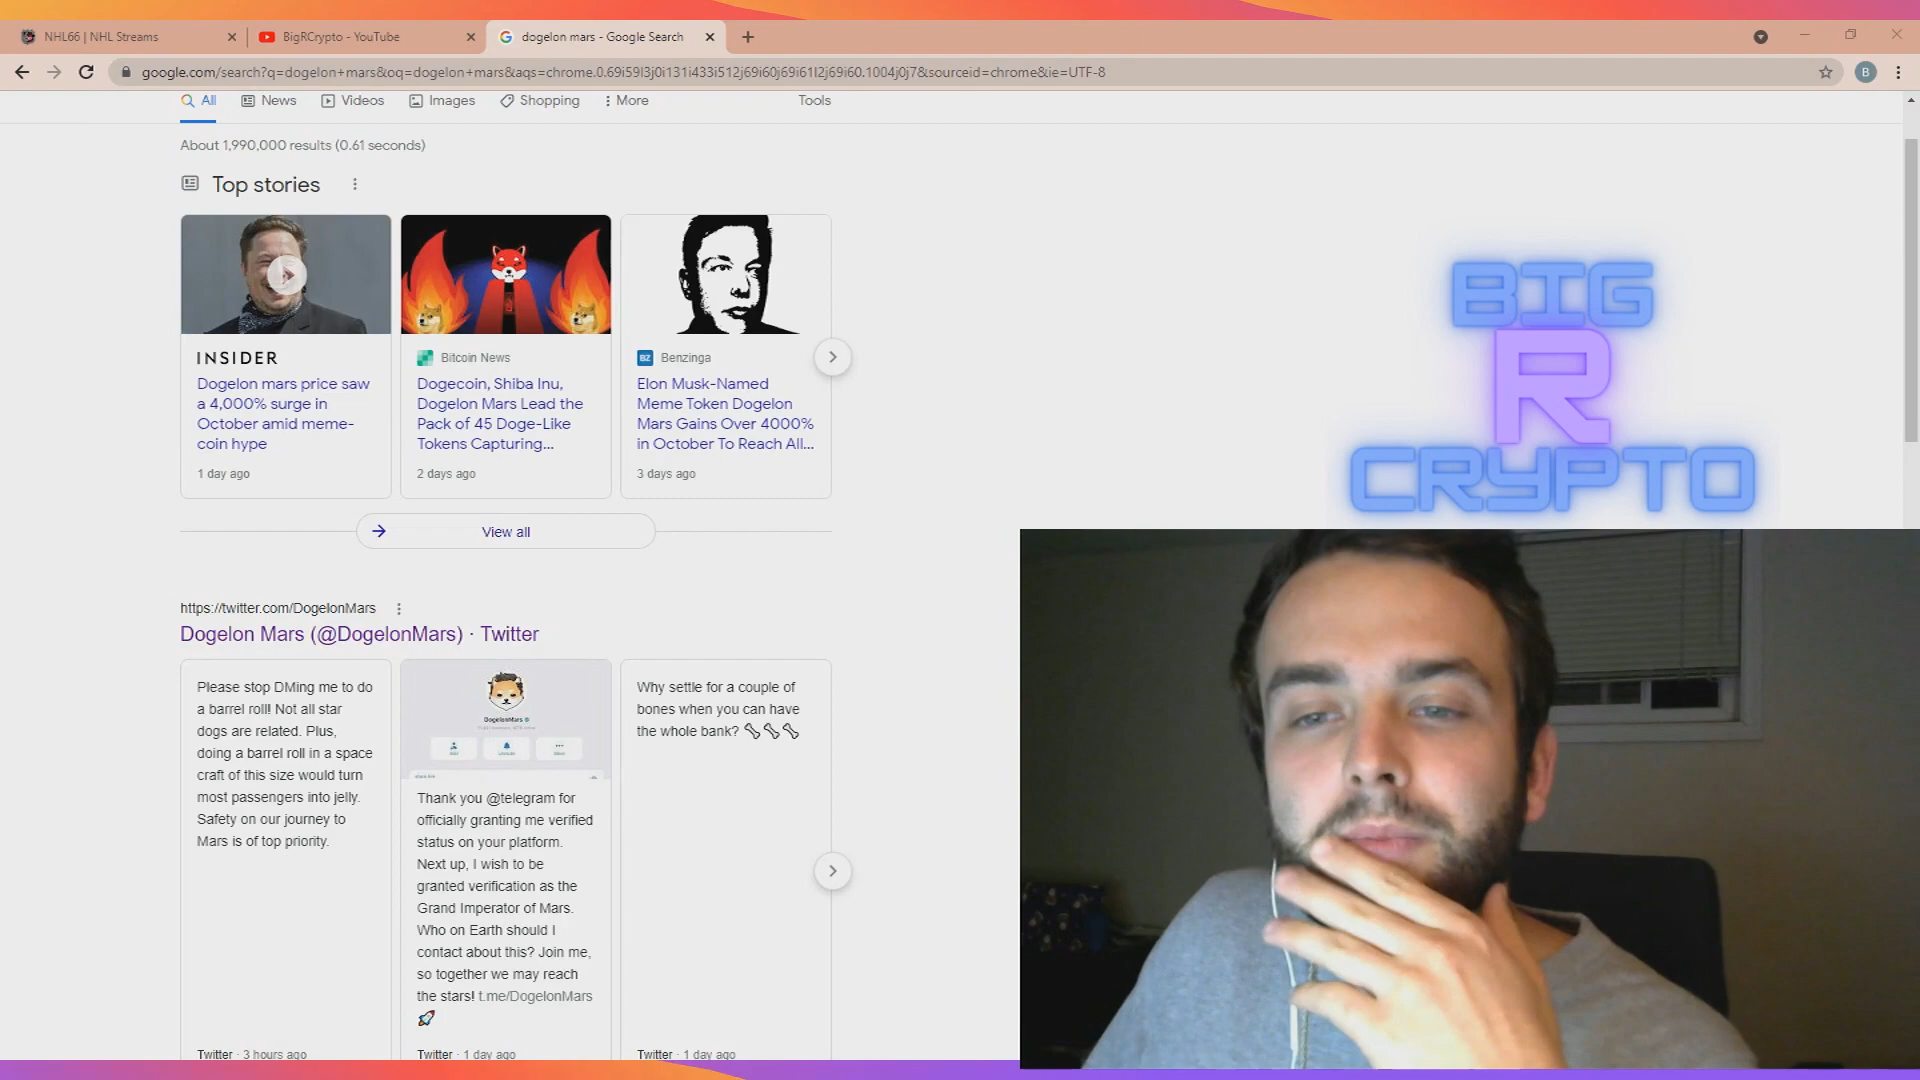 NHL66 | NHL Streams
BigRCrypto - YouTube
dogelon mars - Google Search
google.com/search?q=dogelon+mars&oq=dogelon+mars&aqs=chrome.0.69i59l3j0i131i433i512j69i60j69i61l2j69i60.1004j0j7&sourceid=chrome&ie=UTF-8
B
All
News
Videos
Images
Shopping
More
Tools
About 1,990,000 results (0.61 seconds)
Top stories
INSIDER
Dogelon mars price saw
a 4,000% surge in
October amid meme-
coin hype
1 day ago
Bitcoin News
Dogecoin, Shiba Inu,
Dogelon Mars Lead the
Pack of 45 Doge-Like
Tokens Capturing...
2 days ago
BZ
Benzinga
Elon Musk-Named
Meme Token Dogelon
Mars Gains Over 4000%
in October To Reach All...
3 days ago
View all
BIG
R
CRYPTO
https://twitter.com/DogelonMars
Dogelon Mars (@DogelonMars) · Twitter
Please stop DMing me to do
a barrel roll! Not all star
dogs are related. Plus,
doing a barrel roll in a space
craft of this size would turn
most passengers into jelly.
Safety on our journey to
Mars is of top priority.
Twitter · 3 hours ago
DogelonMars
Thank you @telegram for
officially granting me verified
status on your platform.
Next up, I wish to be
granted verification as the
Grand Imperator of Mars.
Who on Earth should I
contact about this? Join me,
so together we may reach
the stars! t.me/DogelonMars
Twitter · 1 day ago
Why settle for a couple of
bones when you can have
the whole bank?
Twitter · 1 day ago